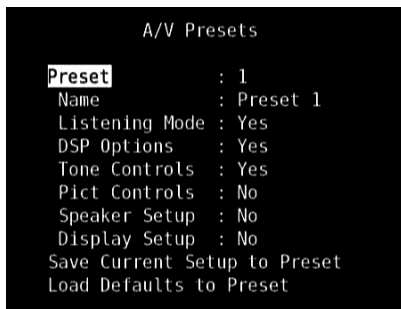 A/V Presets
Preset : 1
Name : Preset 1
Listening Mode : Yes
DSP Options : Yes
Tone Controls : Yes
Pict Controls : No
Speaker Setup : No
Display Setup : No
Save Current Setup to Preset
Load Defaults to Preset